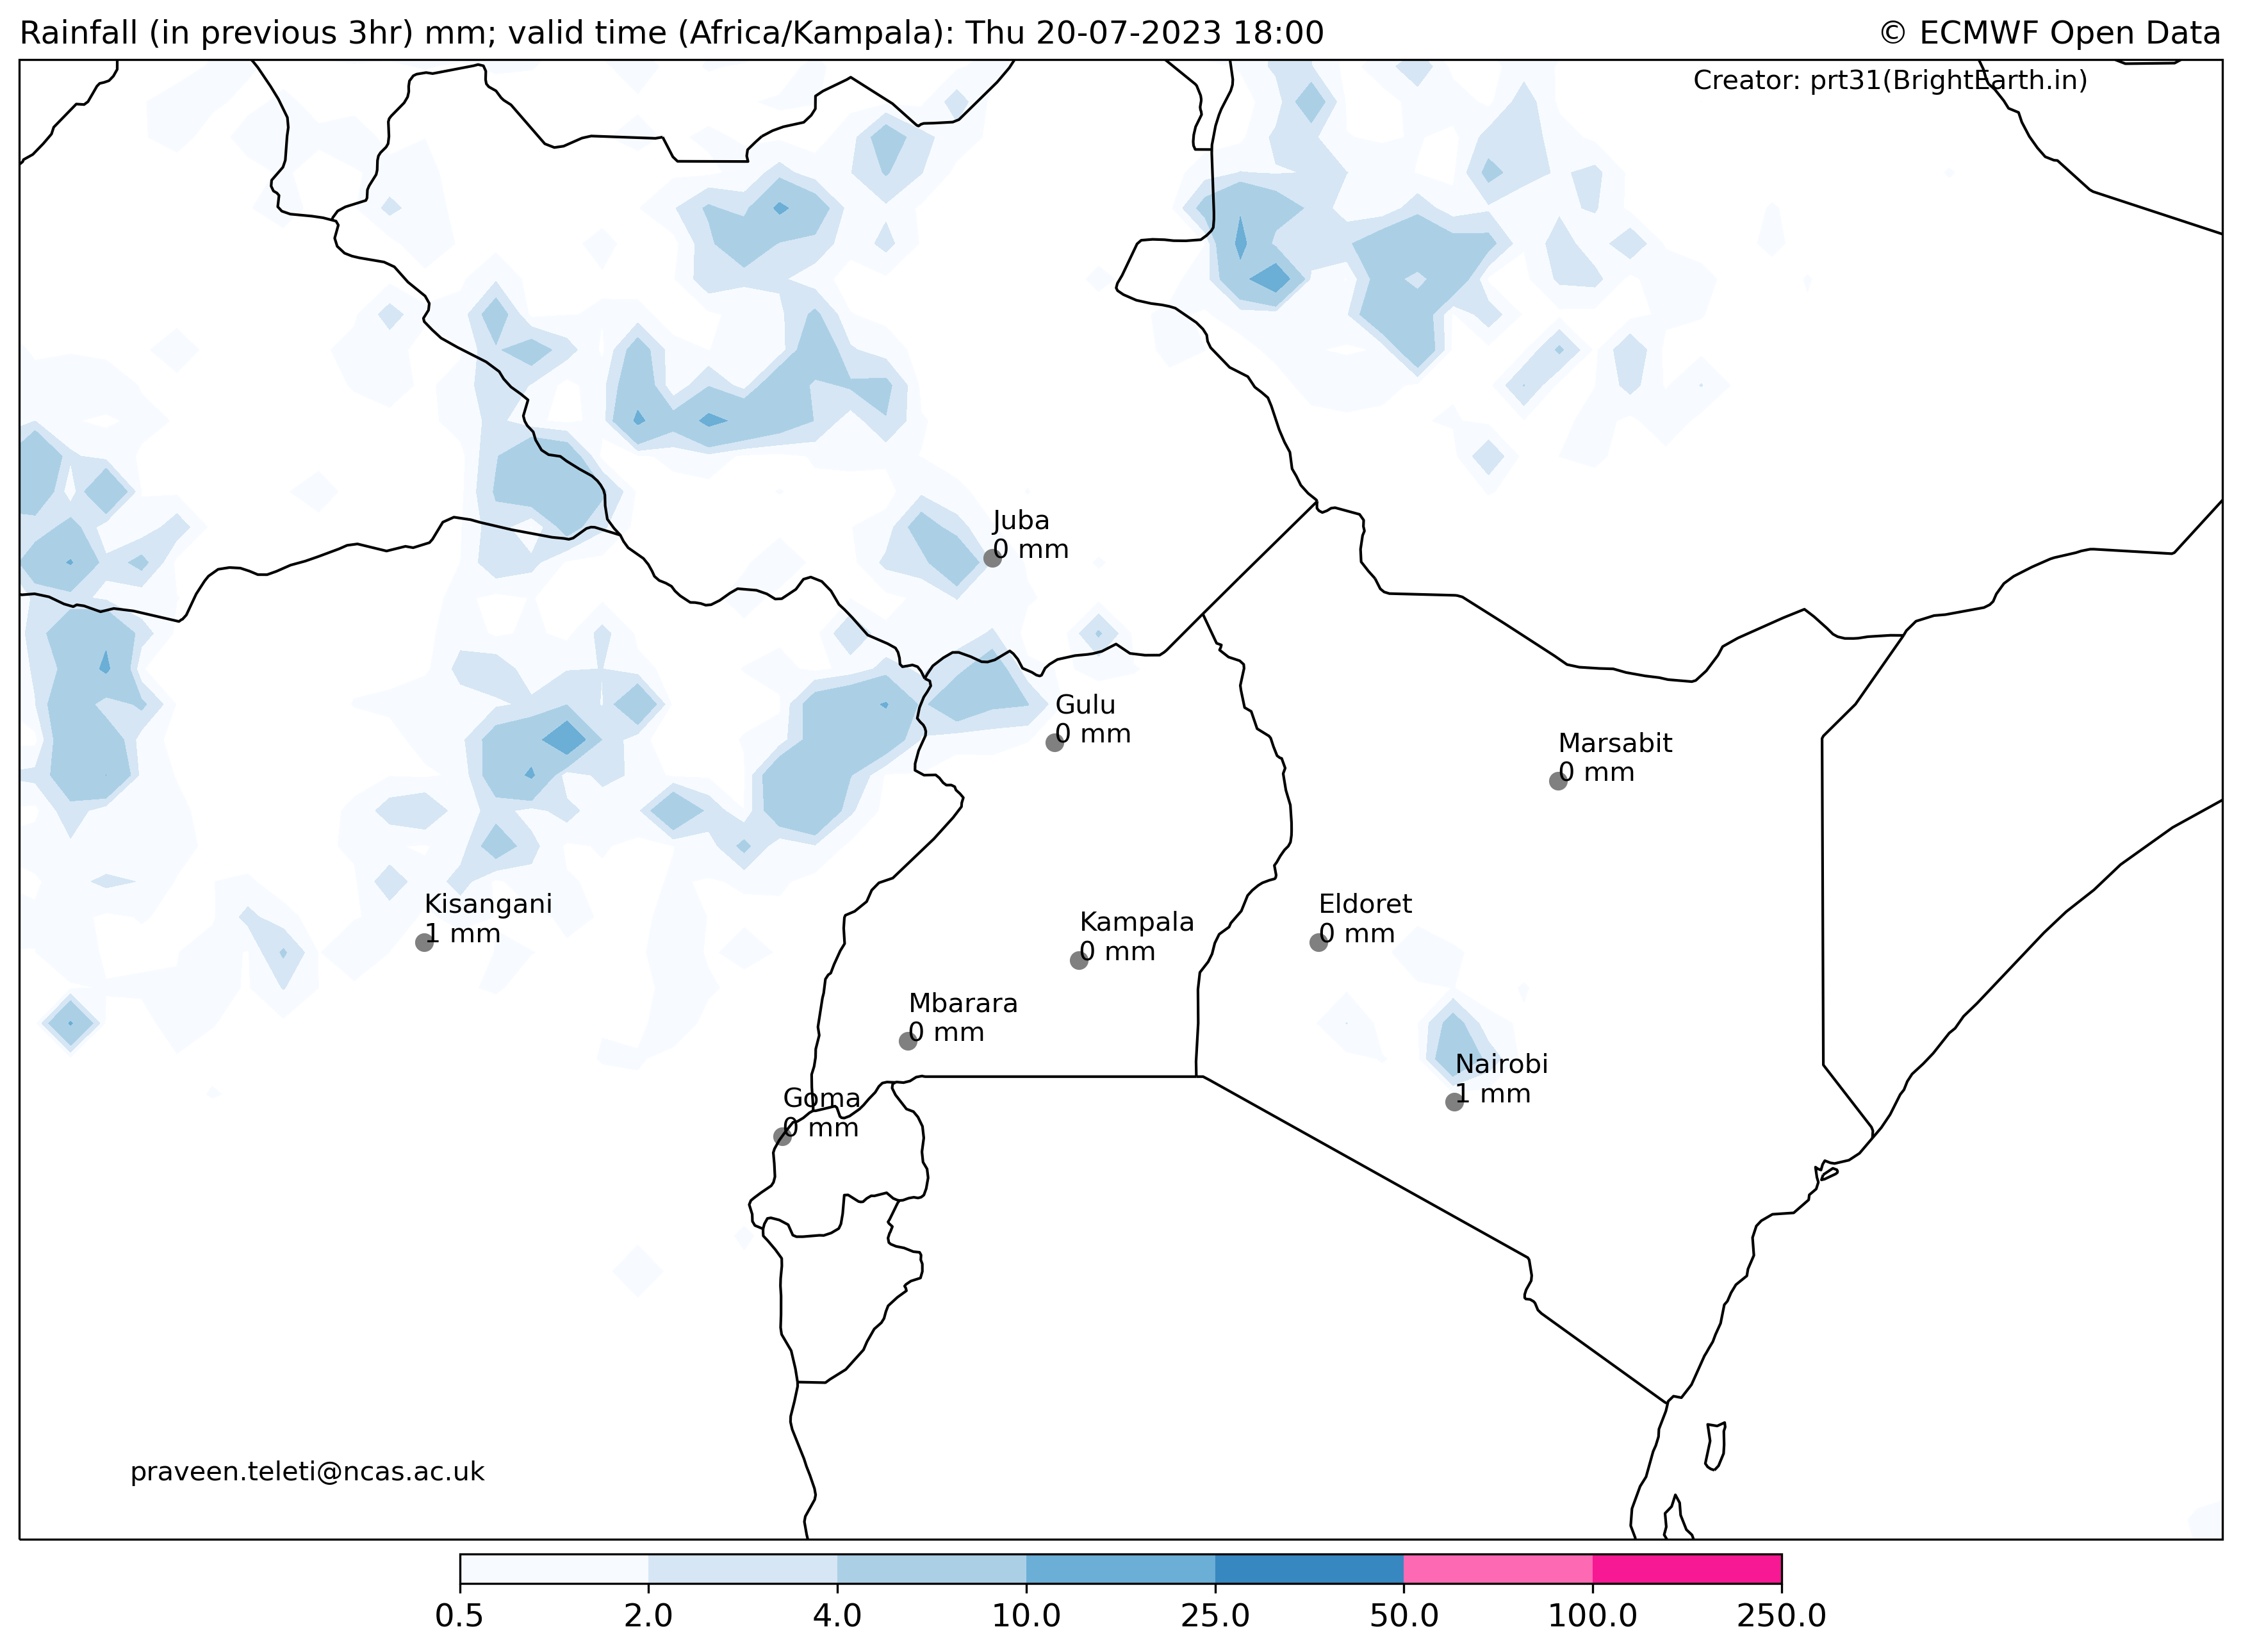 Rainfall (in previous 3hr) mm; valid time (Africa/Kampala): Thu 20-07-2023 18:00
© ECMWF Open Data
Creator: prt31(BrightEarth.in)
Juba
0 mm
Gulu
0 mm
Marsabit
0 mm
Kisangani
1 mm
Kampala
0 mm
Eldoret
0 mm
Mbarara
0 mm
Nairobi
1 mm
Goma
0 mm
praveen.teleti@ncas.ac.uk
0.5 2.0 4.0 10.0 25.0 50.0 100.0 250.0